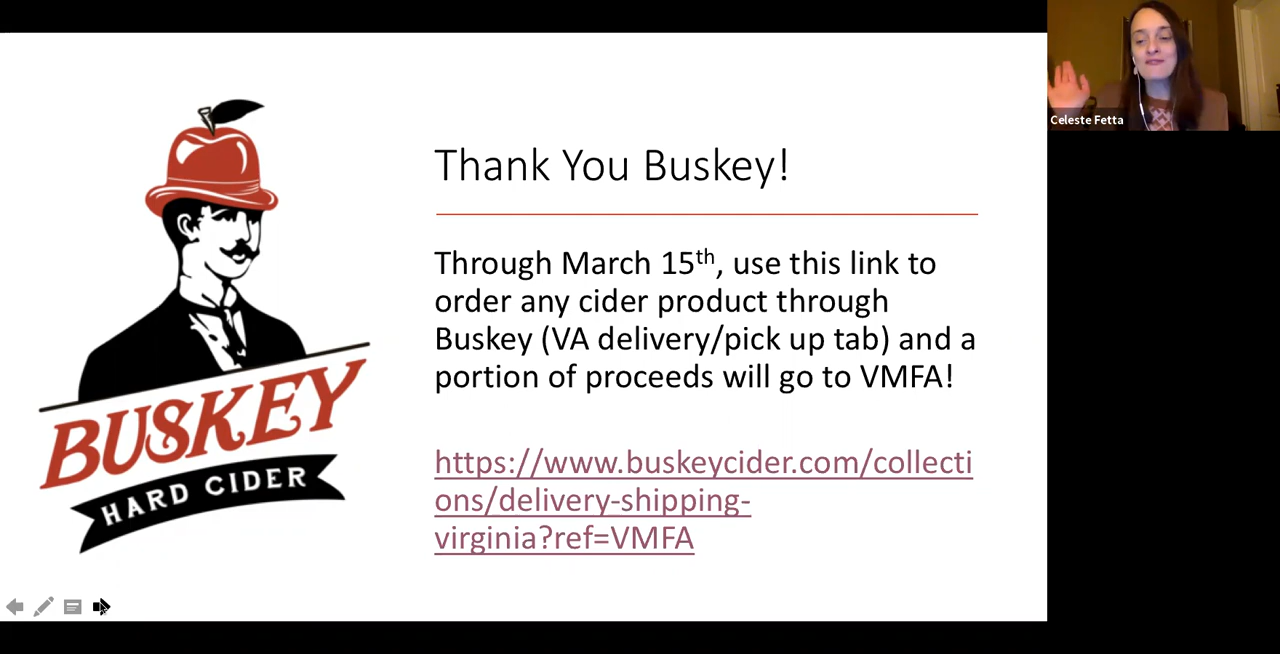 Celeste Fetta
Thank You Buskey!
Through March 15th, use this link to
order any cider product through
Buskey (VA delivery/pick up tab) and a
portion of proceeds will go to VMFA!
https://www.buskeycider.com/collecti
ons/delivery-shipping-
virginia?ref=VMFA
BUSKEY
HARD CIDER